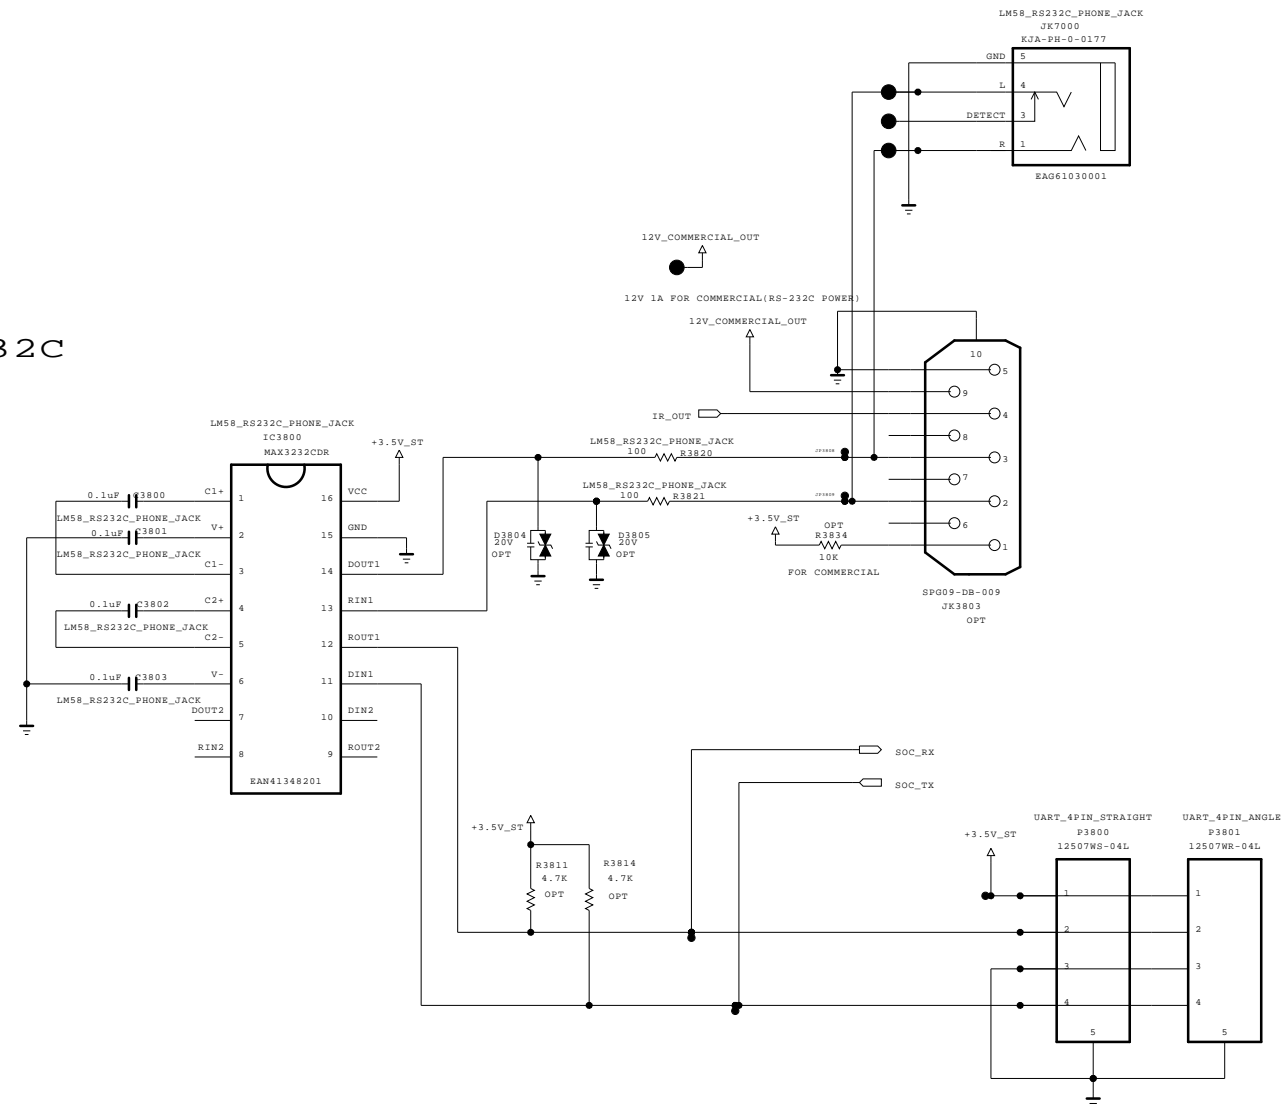 LM58_RS232C_PHONE_JACK
JK7000
KJA-PH-0-0177
GND 5
L 4
DETECT 3
R 1
EAG61030001
12V_COMMERCIAL_OUT
12V 1A FOR COMMERCIAL(RS-232C POWER)
12V_COMMERCIAL_OUT
32C
10
5
9
IR_OUT
4
8
3
7
2
6
1
SPG09-DB-009
JK3803
OPT
LM58_RS232C_PHONE_JACK
IC3800
MAX3232CDR
+3.5V_ST
LM58_RS232C_PHONE_JACK
100 R3820
JP3808
LM58_RS232C_PHONE_JACK
100 R3821
JP3809
+3.5V_ST
OPT
R3834
10K
FOR COMMERCIAL
D3804
20V
OPT
D3805
20V
OPT
0.1uF C3800
LM58_RS232C_PHONE_JACK
0.1uF C3801
LM58_RS232C_PHONE_JACK
0.1uF C3802
LM58_RS232C_PHONE_JACK
0.1uF C3803
LM58_RS232C_PHONE_JACK
C1+ 1 16 VCC
V+ 2 15 GND
C1- 3 14 DOUT1
C2+ 4 13 RIN1
C2- 5 12 ROUT1
V- 6 11 DIN1
DOUT2 7 10 DIN2
RIN2 8 9 ROUT2
EAN41348201
SOC_RX
SOC_TX
+3.5V_ST
R3811
4.7K
OPT
R3814
4.7K
OPT
+3.5V_ST
UART_4PIN_STRAIGHT
P3800
12507WS-04L
1
2
3
4
5
UART_4PIN_ANGLE
P3801
12507WR-04L
1
2
3
4
5